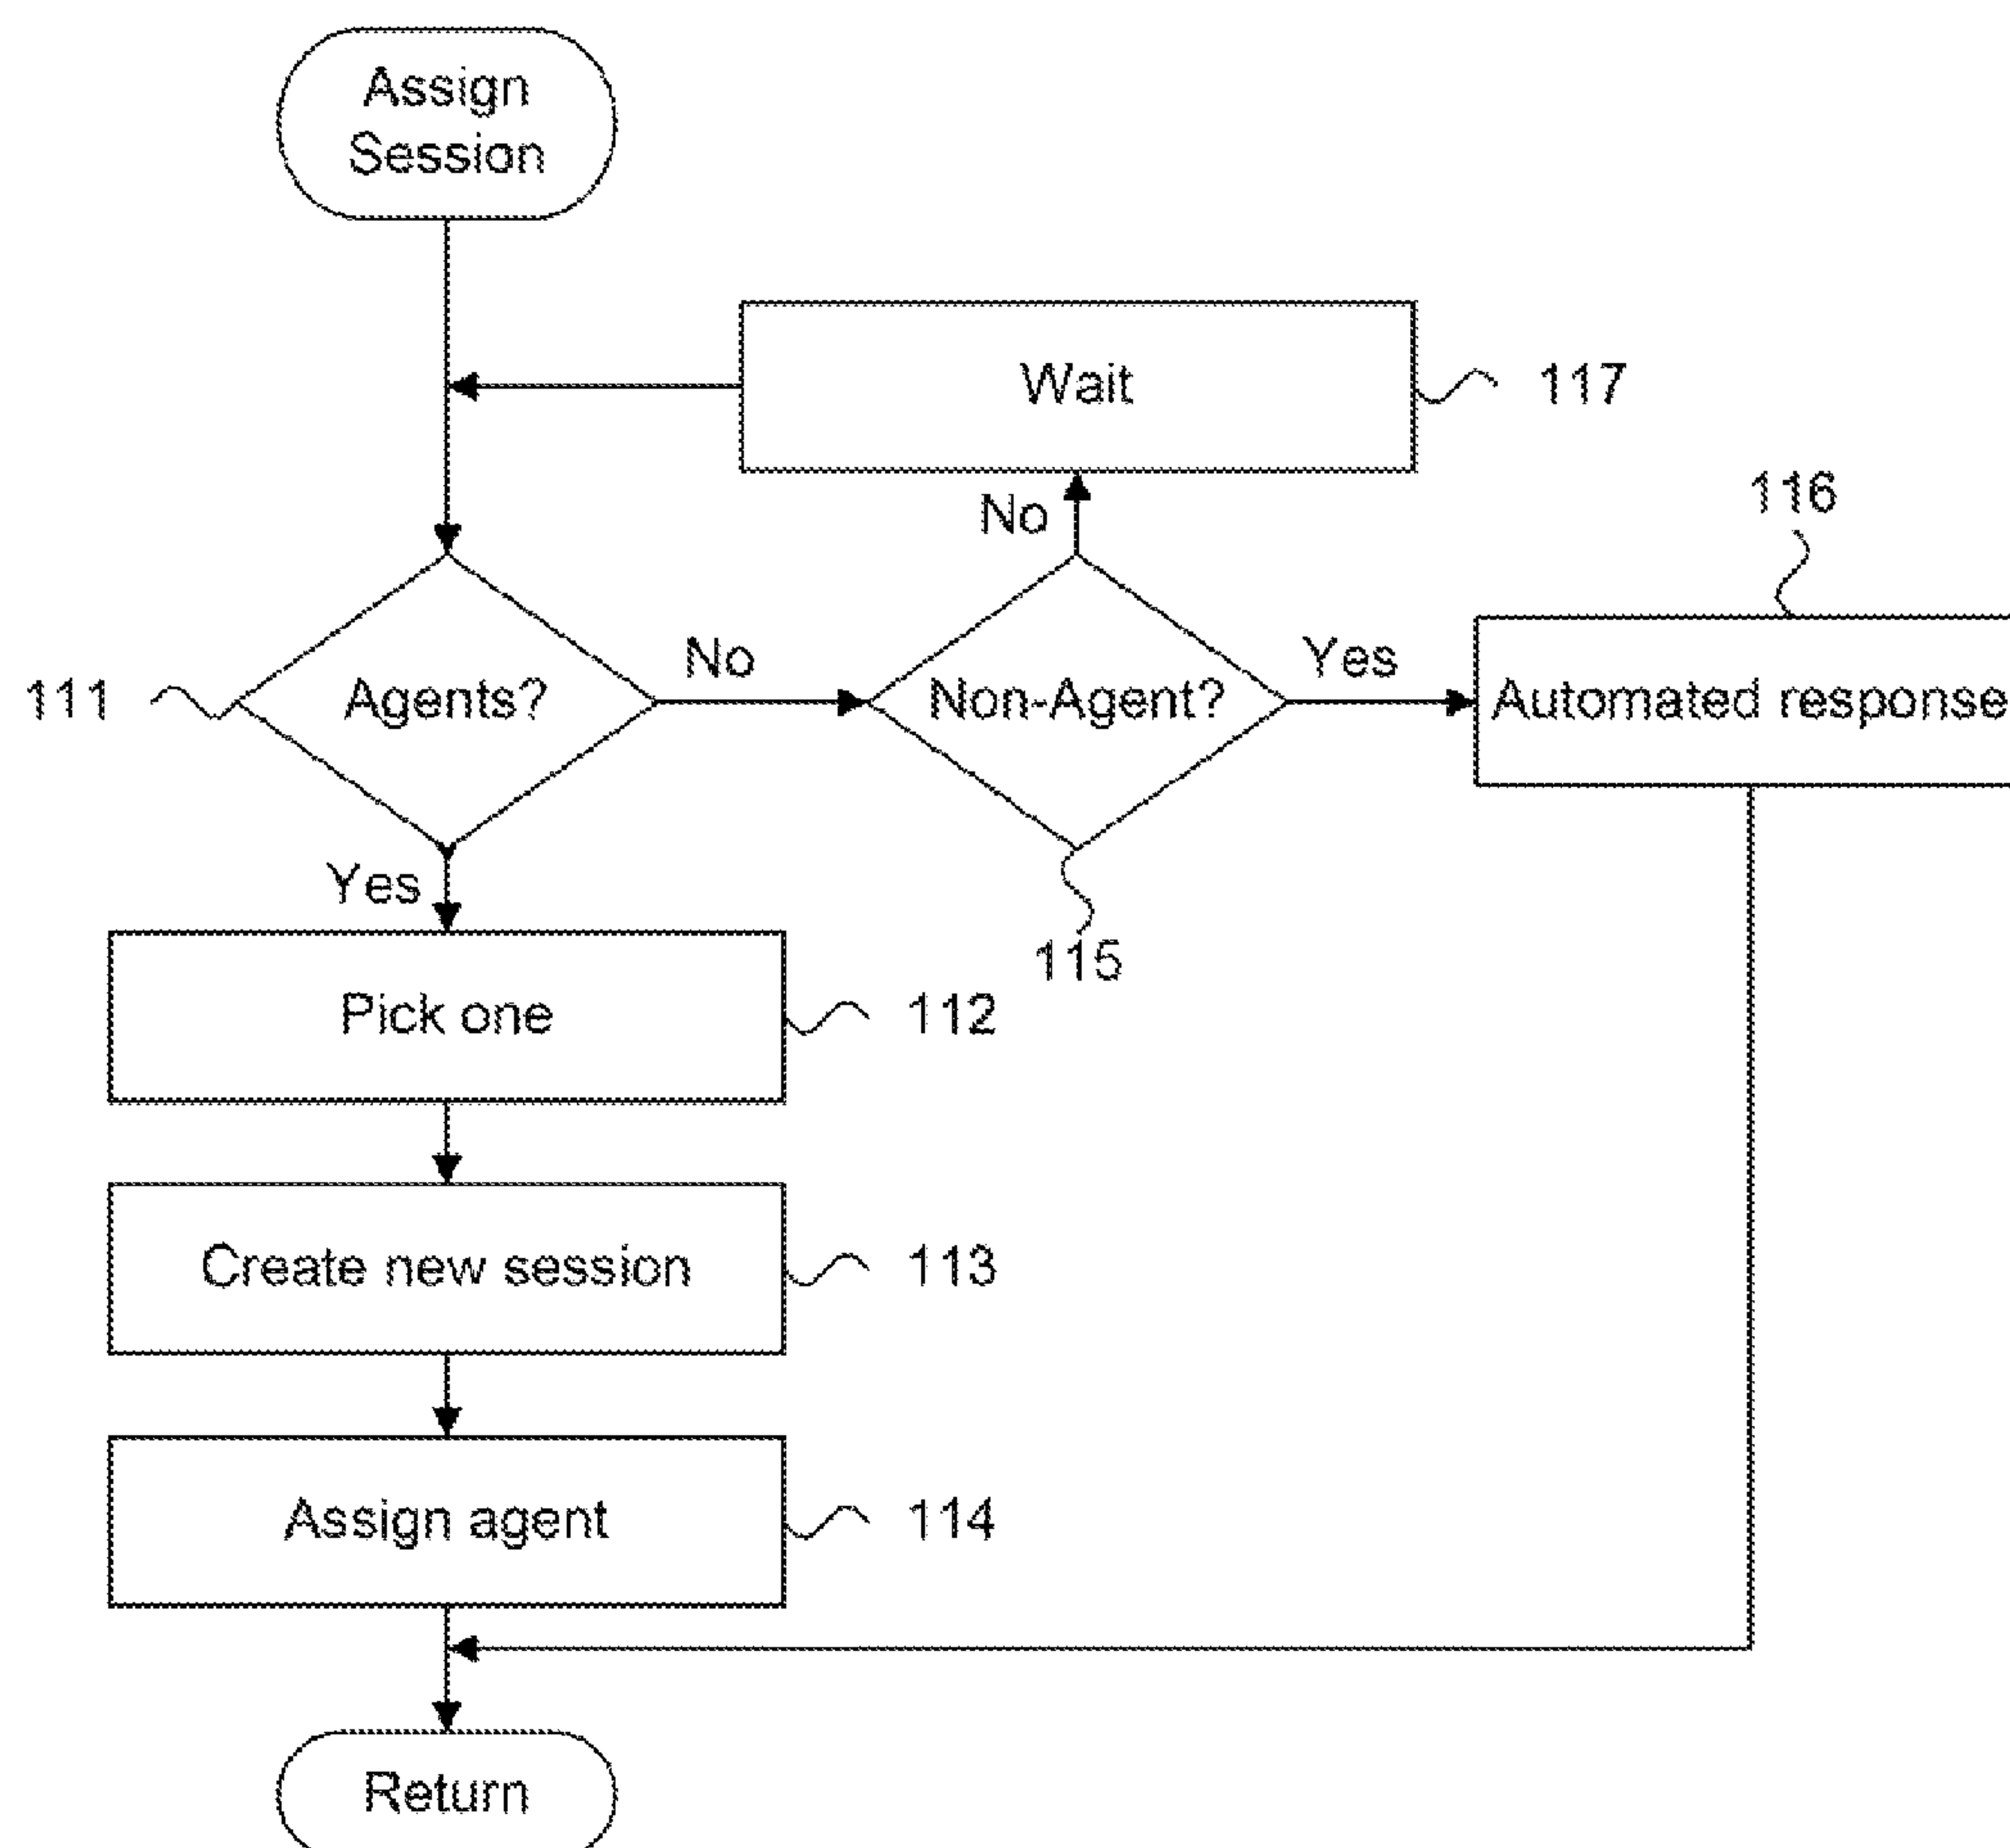 Assign
Session
Wait
117
No
116
111
Agents?
No
Non-Agent?
Yes
Automated response
Yes
115
Pick one
112
Create new session
113
Assign agent
114
Return